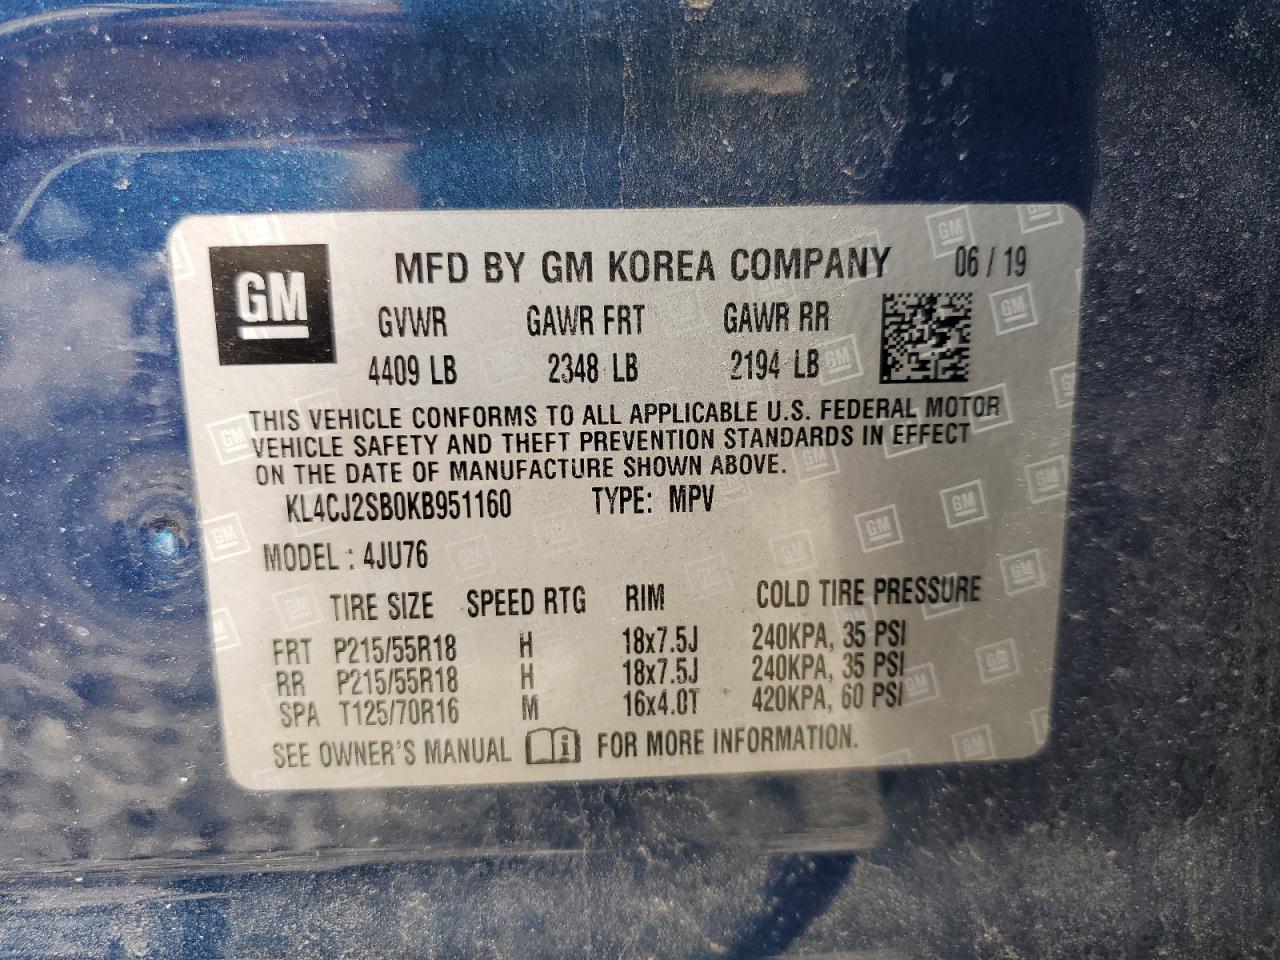 GM
MFD BY GM KOREA COMPANY 06 / 19
GVWR GAWR FRT GAWR RR
4409 LB 2348 LB 2194 LB
THIS VEHICLE CONFORMS TO ALL APPLICABLE U.S. FEDERAL MOTOR
VEHICLE SAFETY AND THEFT PREVENTION STANDARDS IN EFFECT
ON THE DATE OF MANUFACTURE SHOWN ABOVE.
KL4CJ2SB0KB951160 TYPE: MPV
MODEL : 4JU76
TIRE SIZE SPEED RTG RIM COLD TIRE PRESSURE
FRT P215/55R18 H 18x7.5J 240KPA, 35 PSI
RR P215/55R18 H 18x7.5J 240KPA, 35 PSI
SPA T125/70R16 M 16x4.0T 420KPA, 60 PSI
SEE OWNER'S MANUAL i FOR MORE INFORMATION.